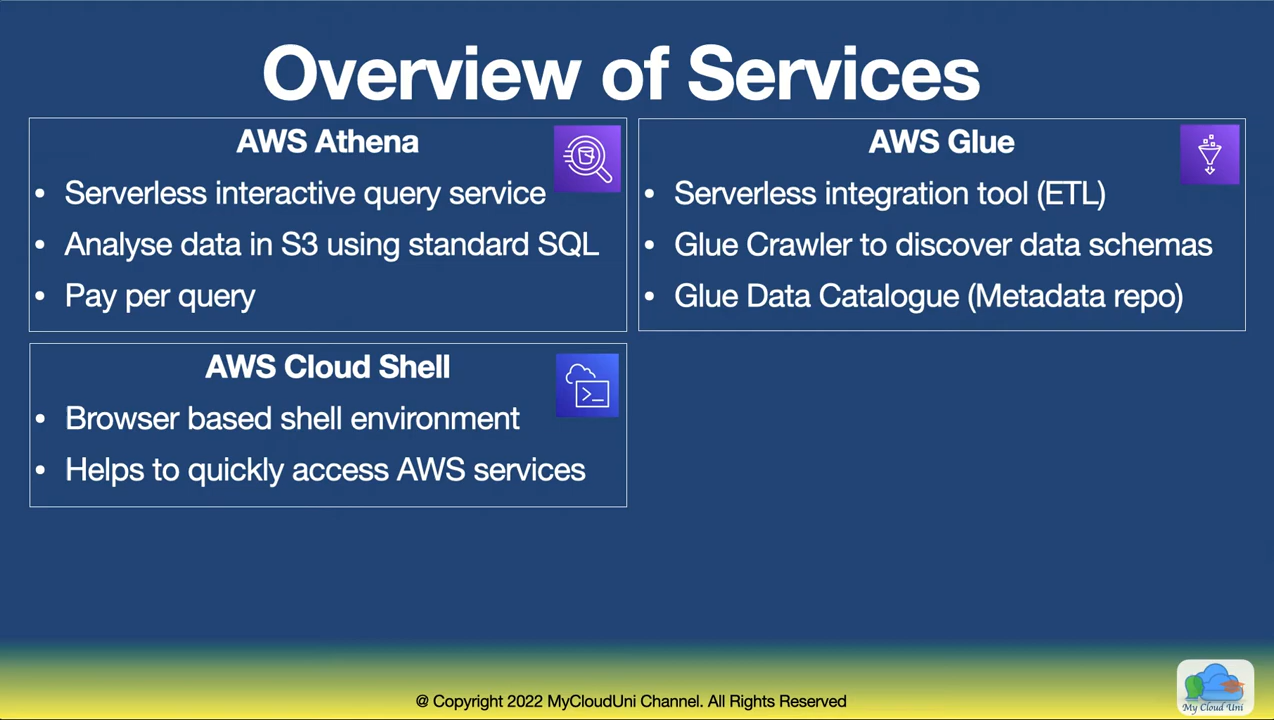 Overview of Services
AWS Athena
• Serverless interactive query service
• Analyse data in S3 using standard SQL
• Pay per query
AWS Glue
• Serverless integration tool (ETL)
• Glue Crawler to discover data schemas
• Glue Data Catalogue (Metadata repo)
AWS Cloud Shell
• Browser based shell environment
• Helps to quickly access AWS services
@ Copyright 2022 MyCloudUni Channel. All Rights Reserved
My Cloud Uni